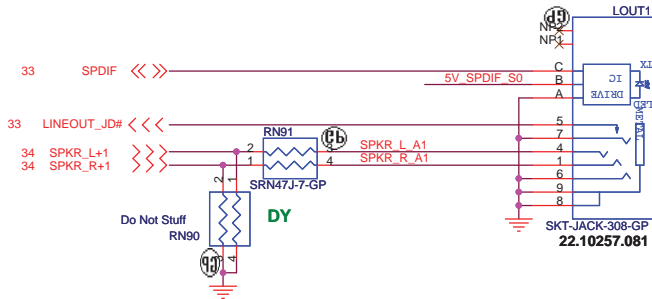 LOUT1
NP2
NP1
33 SPDIF
C
B
A
5V_SPDIF_S0
DRIVE
IC
TX
LED
METAL
33 LINEOUT_JD#
5
7
4
1
6
9
8
RN91
34 SPKR_L+1
2
3
SPKR_L_A1
34 SPKR_R+1
1
4
SPKR_R_A1
SRN47J-7-GP
2
1
Do Not Stuff
DY
RN90
3
4
SKT-JACK-308-GP
22.10257.081